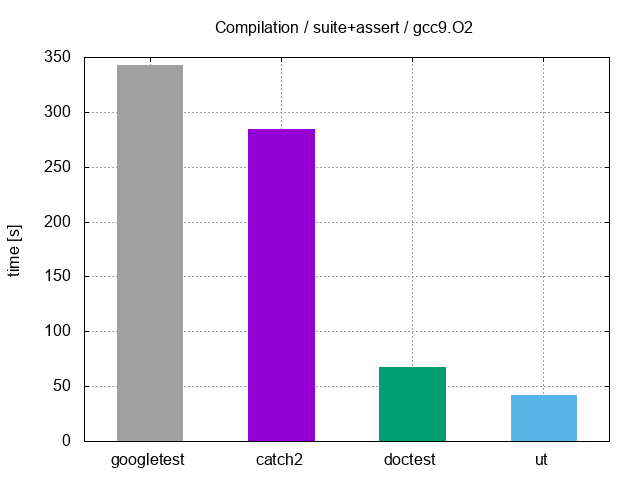 Compilation / suite+assert / gcc9.O2
350
300
250
200
150
100
50
0
time [s]
googletest
catch2
doctest
ut